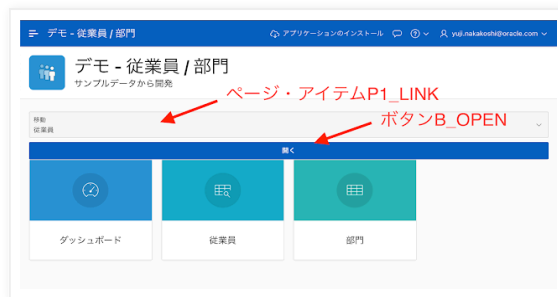 デモ - 従業員 / 部門
アプリケーションのインストール
yuji.nakakoshi@oracle.com
デモ - 従業員 / 部門
サンプルデータから開発
ページ・アイテムP1_LINK
ボタンB_OPEN
移動
従業員
開く
ダッシュボード
従業員
部門